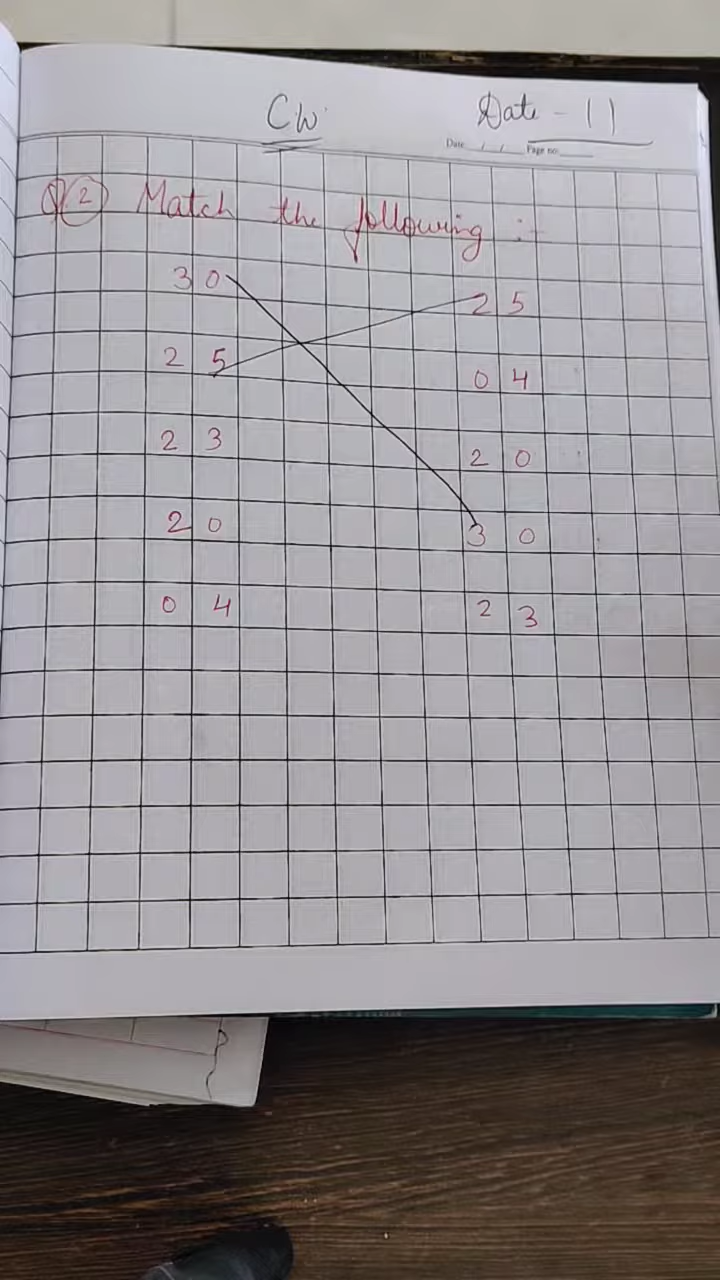 CW
Date - 11
Date / / Page no.
Q2 Match the following :-
30 25
25 04
23 20
20 30
04 23